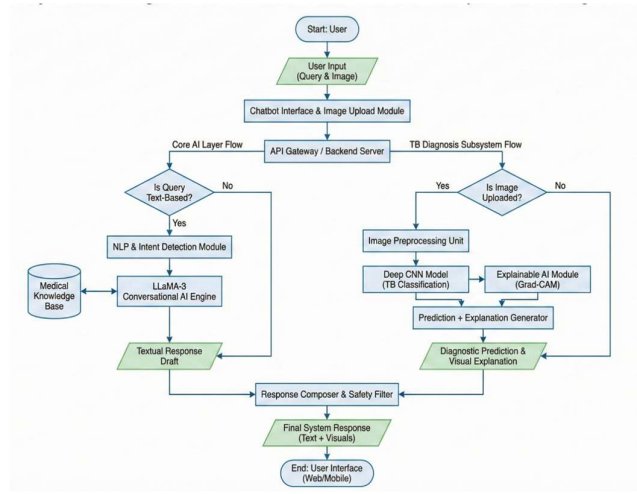 Start: User
User Input
(Query & Image)
Chatbot Interface & Image Upload Module
Core AI Layer Flow
API Gateway / Backend Server
TB Diagnosis Subsystem Flow
Is Query
Text-Based?
No
Yes
NLP & Intent Detection Module
Medical
Knowledge
Base
LLaMA-3
Conversational AI Engine
Textual Response
Draft
Yes
Is Image
Uploaded?
No
Image Preprocessing Unit
Deep CNN Model
(TB Classification)
Explainable AI Module
(Grad-CAM)
Prediction + Explanation Generator
Diagnostic Prediction &
Visual Explanation
Response Composer & Safety Filter
Final System Response
(Text + Visuals)
End: User Interface
(Web/Mobile)